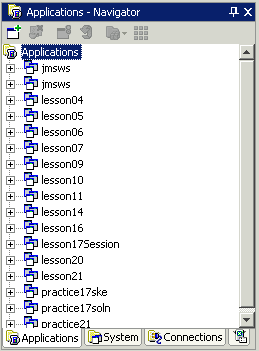 Applications - Navigator
Applications
jmsws
jmsws
lesson04
lesson05
lesson06
lesson07
lesson09
lesson10
lesson11
lesson14
lesson16
lesson17Session
lesson20
lesson21
practice17ske
practice17soln
practice21
Applications System Connections